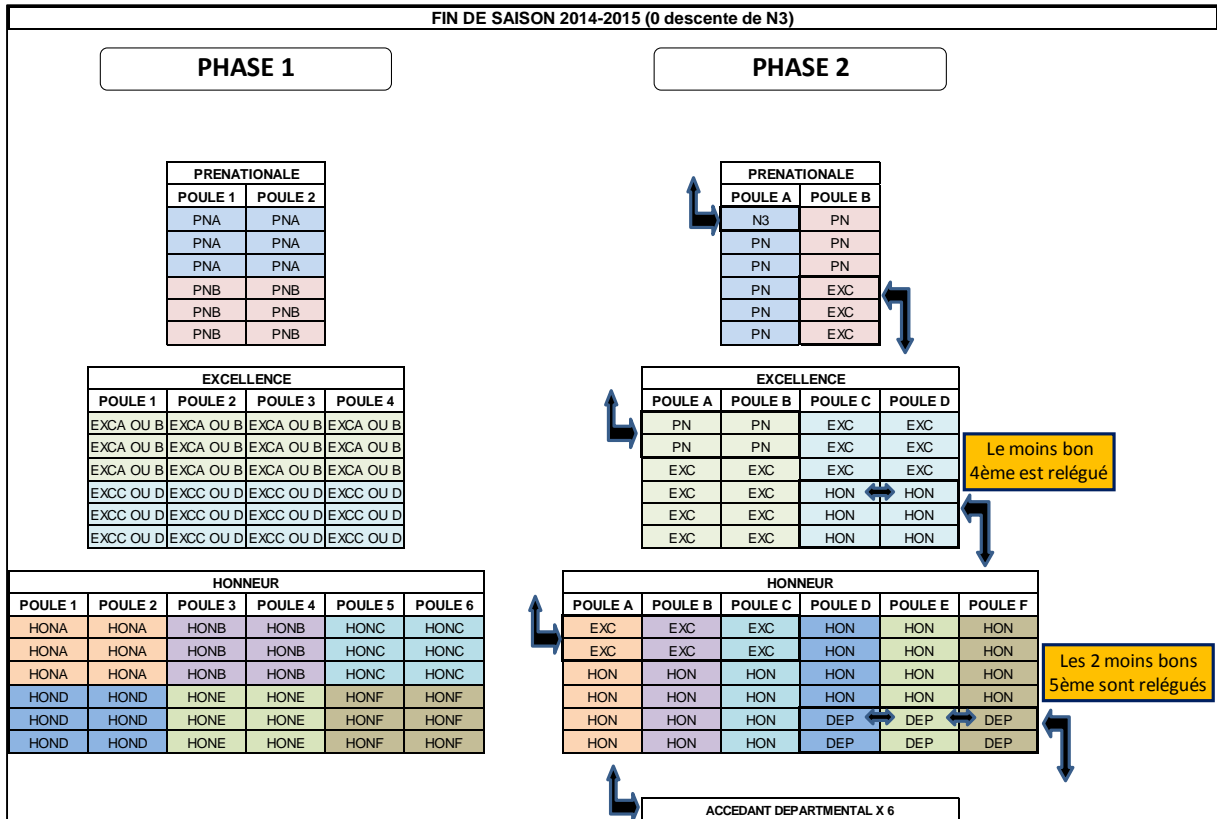 FIN DE SAISON 2014-2015 (0 descente de N3)
PHASE 1
PHASE 2
PRENATIONALE
POULE 1 POULE 2
PNA PNA
PNA PNA
PNA PNA
PNB PNB
PNB PNB
PNB PNB
PRENATIONALE
POULE A POULE B
N3 PN
PN PN
PN PN
PN EXC
PN EXC
PN EXC
EXCELLENCE
POULE 1 POULE 2 POULE 3 POULE 4
EXCA OU B EXCA OU B EXCA OU B EXCA OU B
EXCA OU B EXCA OU B EXCA OU B EXCA OU B
EXCA OU B EXCA OU B EXCA OU B EXCA OU B
EXCC OU D EXCC OU D EXCC OU D EXCC OU D
EXCC OU D EXCC OU D EXCC OU D EXCC OU D
EXCC OU D EXCC OU D EXCC OU D EXCC OU D
EXCELLENCE
POULE A POULE B POULE C POULE D
PN PN EXC EXC
PN PN EXC EXC
EXC EXC EXC EXC
EXC EXC HON HON
EXC EXC HON HON
EXC EXC HON HON
Le moins bon
4ème est relégué
HONNEUR
POULE 1 POULE 2 POULE 3 POULE 4 POULE 5 POULE 6
HONA HONA HONB HONB HONC HONC
HONA HONA HONB HONB HONC HONC
HONA HONA HONB HONB HONC HONC
HOND HOND HONE HONE HONF HONF
HOND HOND HONE HONE HONF HONF
HOND HOND HONE HONE HONF HONF
HONNEUR
POULE A POULE B POULE C POULE D POULE E POULE F
EXC EXC EXC HON HON HON
EXC EXC EXC HON HON HON
HON HON HON HON HON HON
HON HON HON HON HON HON
HON HON HON DEP DEP DEP
HON HON HON DEP DEP DEP
Les 2 moins bons
5ème sont relégués
ACCEDANT DEPARTMENTAL X 6